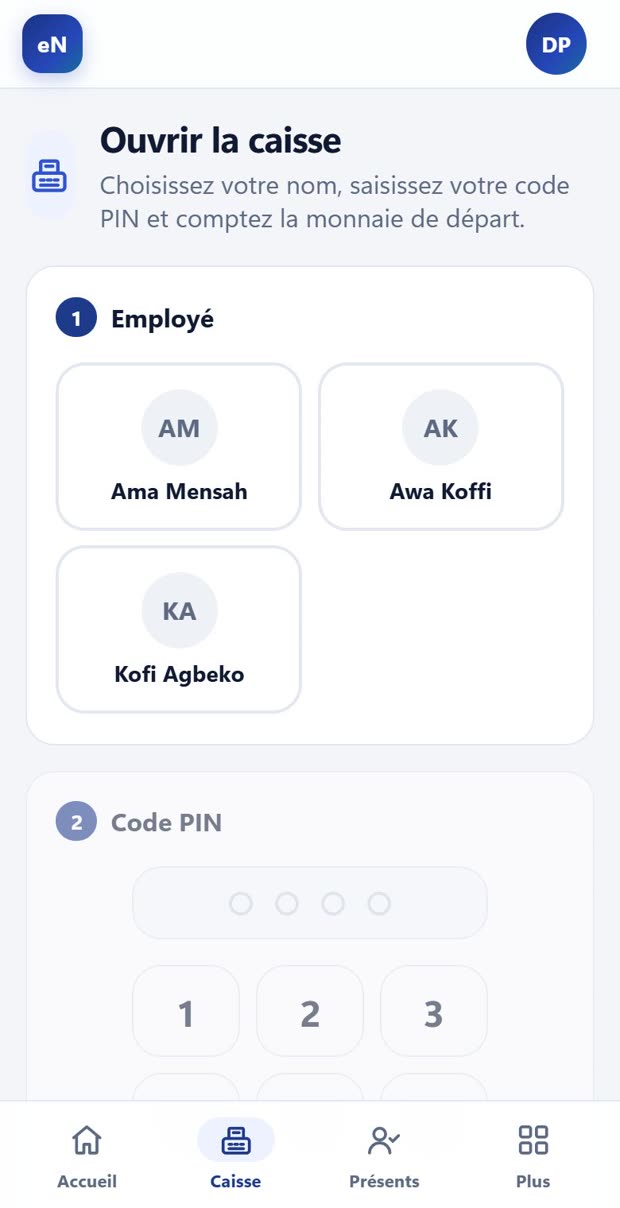 eN
DP
Ouvrir la caisse
Choisissez votre nom, saisissez votre code
PIN et comptez la monnaie de départ.
1 Employé
AM
Ama Mensah
AK
Awa Koffi
KA
Kofi Agbeko
2 Code PIN
1 2 3
Accueil Caisse Présents Plus